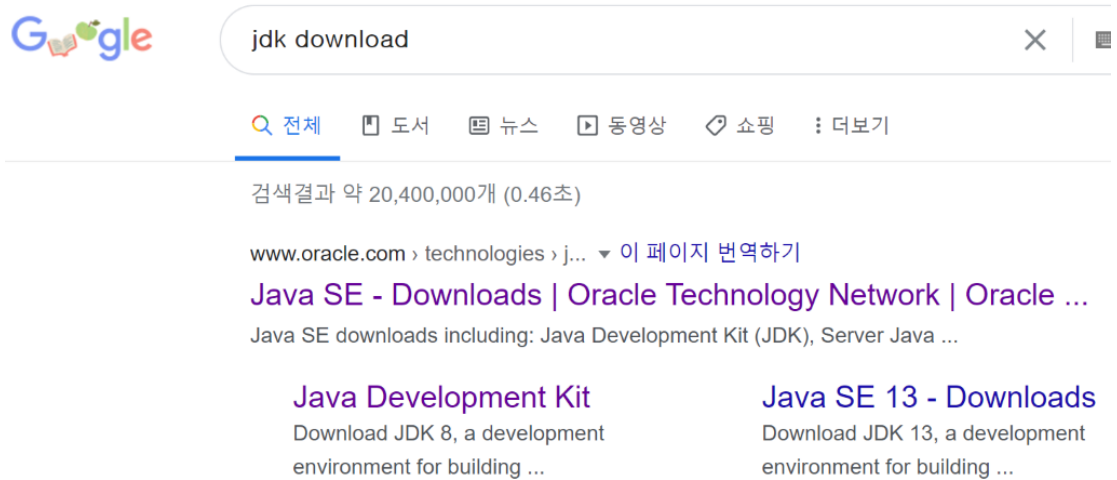 Google
jdk download
전체 도서 뉴스 동영상 쇼핑 더보기
검색결과 약 20,400,000개 (0.46초)
www.oracle.com › technologies › j... ▼ 이 페이지 번역하기
Java SE - Downloads | Oracle Technology Network | Oracle ...
Java SE downloads including: Java Development Kit (JDK), Server Java ...
Java Development Kit
Download JDK 8, a development
environment for building ...
Java SE 13 - Downloads
Download JDK 13, a development
environment for building ...